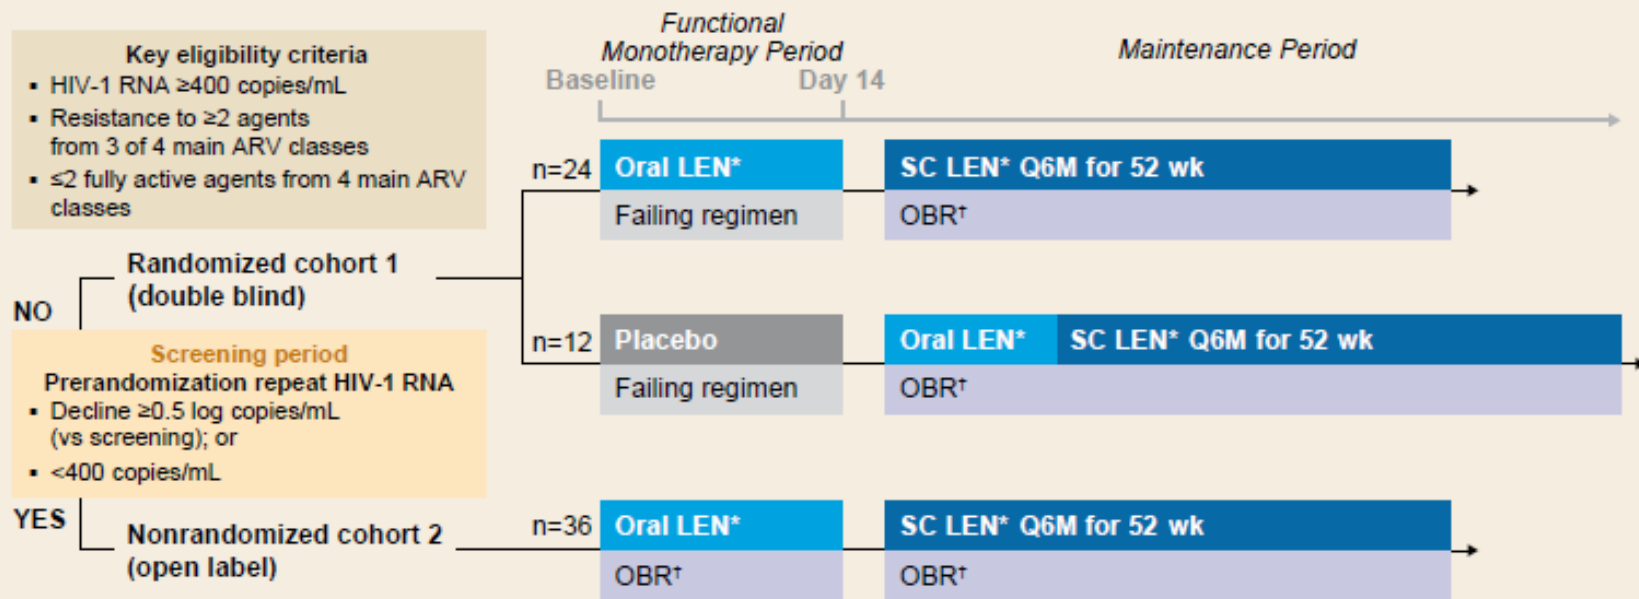 Functional
Monotherapy Period
Maintenance Period
Baseline
Day 14
Key eligibility criteria
▪ HIV-1 RNA ≥400 copies/mL
▪ Resistance to ≥2 agents
from 3 of 4 main ARV classes
▪ ≤2 fully active agents from 4 main ARV
classes
Randomized cohort 1
(double blind)
NO
Screening period
Prerandomization repeat HIV-1 RNA
▪ Decline ≥0.5 log copies/mL
(vs screening); or
▪ <400 copies/mL
YES
Nonrandomized cohort 2
(open label)
n=24
Oral LEN*
Failing regimen
SC LEN* Q6M for 52 wk
OBR†
n=12
Placebo
Failing regimen
Oral LEN*
SC LEN* Q6M for 52 wk
OBR†
n=36
Oral LEN*
OBR†
SC LEN* Q6M for 52 wk
OBR†